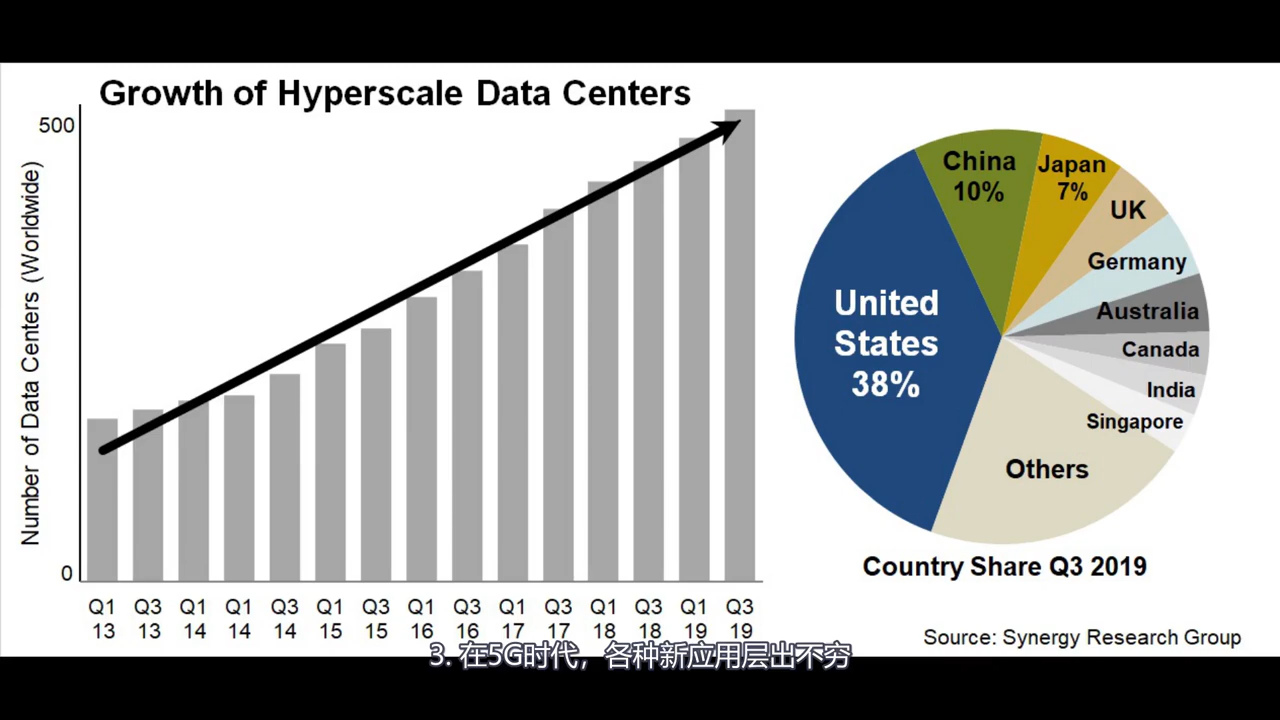 Growth of Hyperscale Data Centers
500
Number of Data Centers (Worldwide)
0
Q1 Q3 Q1 Q1 Q3 Q1 Q3 Q1 Q3 Q1 Q3 Q1 Q3 Q1 Q3
13 13 14 14 14 15 15 16 16 17 17 18 18 19 19
China
10%
Japan
7%
UK
Germany
Australia
Canada
India
Singapore
Others
United
States
38%
Country Share Q3 2019
Source: Synergy Research Group
3. 在5G时代，各种新应用层出不穷